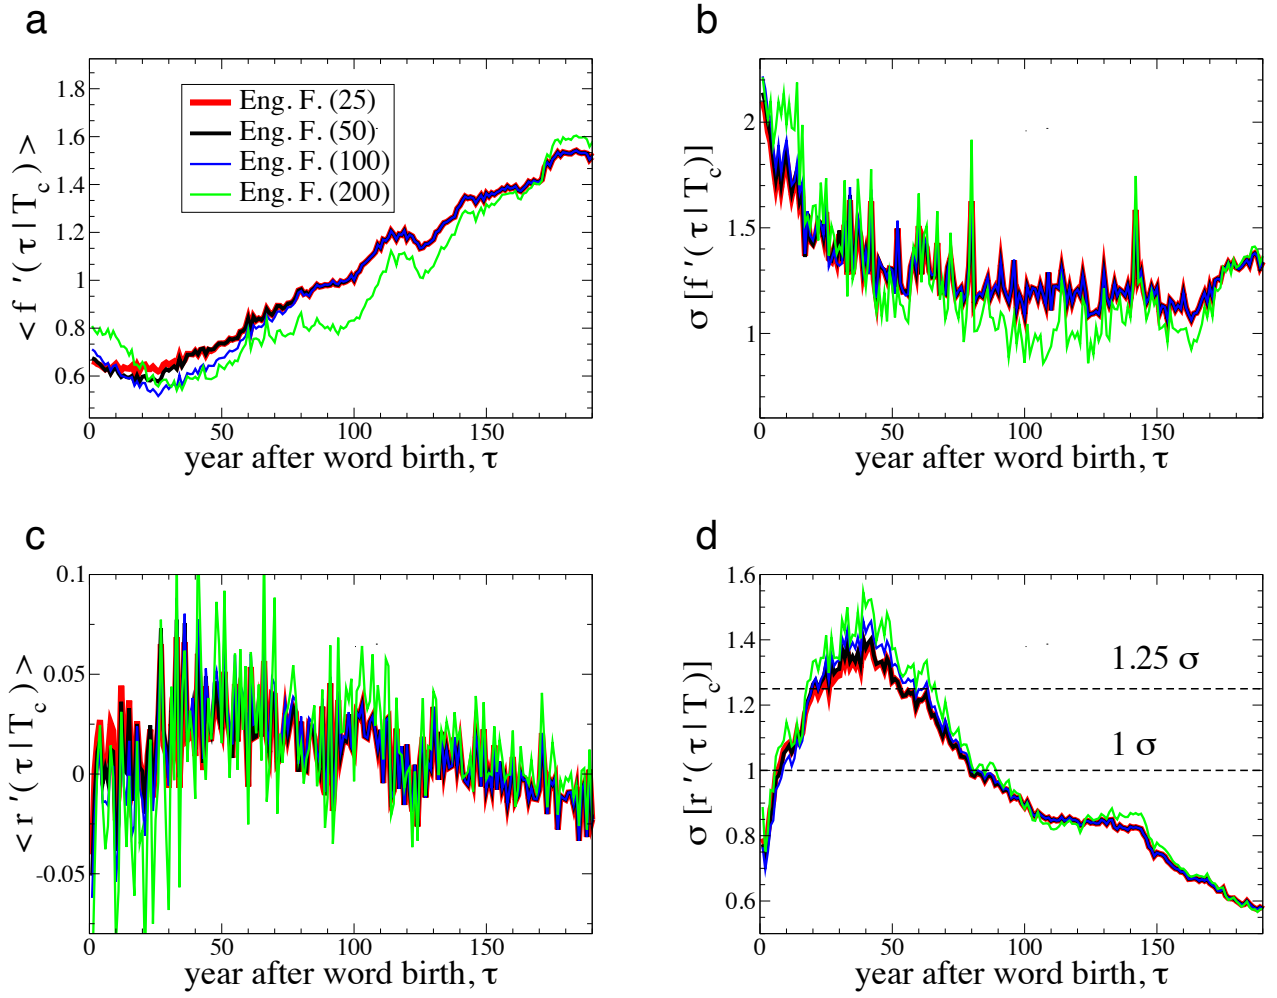 a
< f ′( τ | T_c ) >
1.8
1.6
1.4
1.2
1
0.8
0.6
Eng. F. (25)
Eng. F. (50)
Eng. F. (100)
Eng. F. (200)
0 50 100 150
year after word birth, τ
b
σ [f ′( τ | T_c)]
2
1.5
1
0 50 100 150
year after word birth, τ
c
< r ′( τ | T_c) >
0.1
0.05
0
-0.05
0 50 100 150
year after word birth, τ
d
σ [r ′( τ | T_c)]
1.6
1.4
1.2
1
0.8
0.6
1.25 σ
1 σ
0 50 100 150
year after word birth, τ